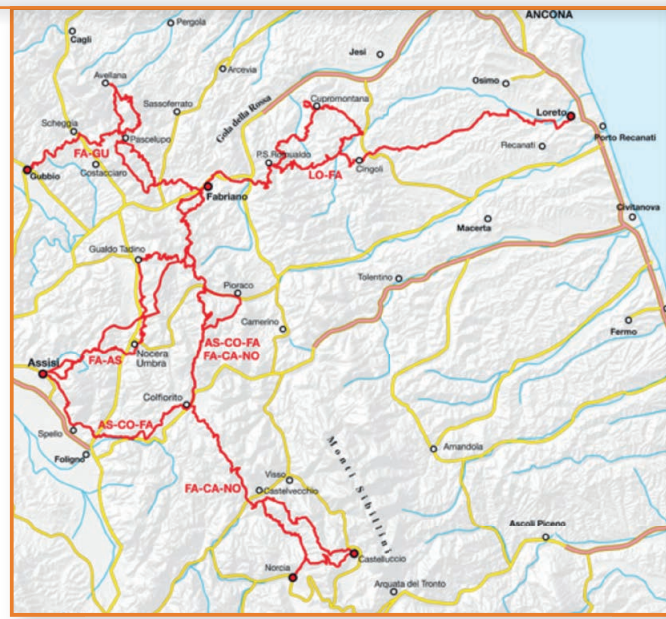 ANCONA
Pergola
Cagli
Jesi
Arcevia
Avellana
Osimo
Gola della Rossa
Cupromontana
Sassoferrato
Loreto
Scheggia
Porto Recanati
Pascelupo
Recanati
FA-GU
P.S. Romualdo
Cingoli
Gubbio
Costacciaro
LO-FA
Fabriano
Civitanova
Macerta
Gualdo Tadino
Tolentino
Pioraco
Camerino
Fermo
AS-CO-FA
FA-CA-NO
Assisi
FA-AS
Nocera
Umbra
Colfiorito
AS-CO-FA
Spello
Foligno
Amandola
Monti Sibillini
Visso
FA-CA-NO
Castelvecchio
Ascoli Piceno
Castelluccio
Norcia
Arquata del Tronto